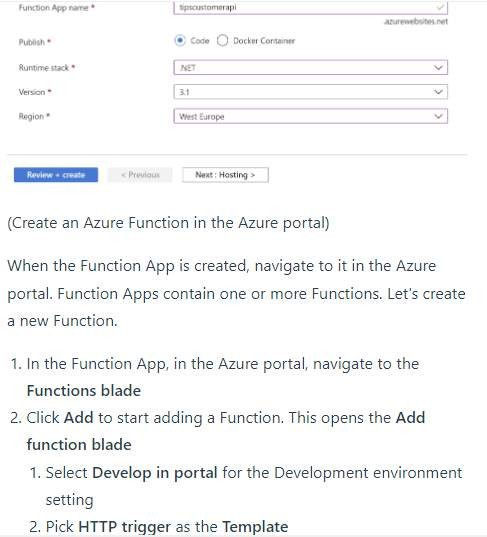 Function App name *
tipscustomerapi
.azurewebsites.net
Publish *
Code
Docker Container
Runtime stack *
.NET
Version *
3.1
Region *
West Europe
Review + create
< Previous
Next : Hosting >
(Create an Azure Function in the Azure portal)
When the Function App is created, navigate to it in the Azure
portal. Function Apps contain one or more Functions. Let's create
a new Function.
1. In the Function App, in the Azure portal, navigate to the
Functions blade
2. Click Add to start adding a Function. This opens the Add
function blade
1. Select Develop in portal for the Development environment
setting
2. Pick HTTP trigger as the Template